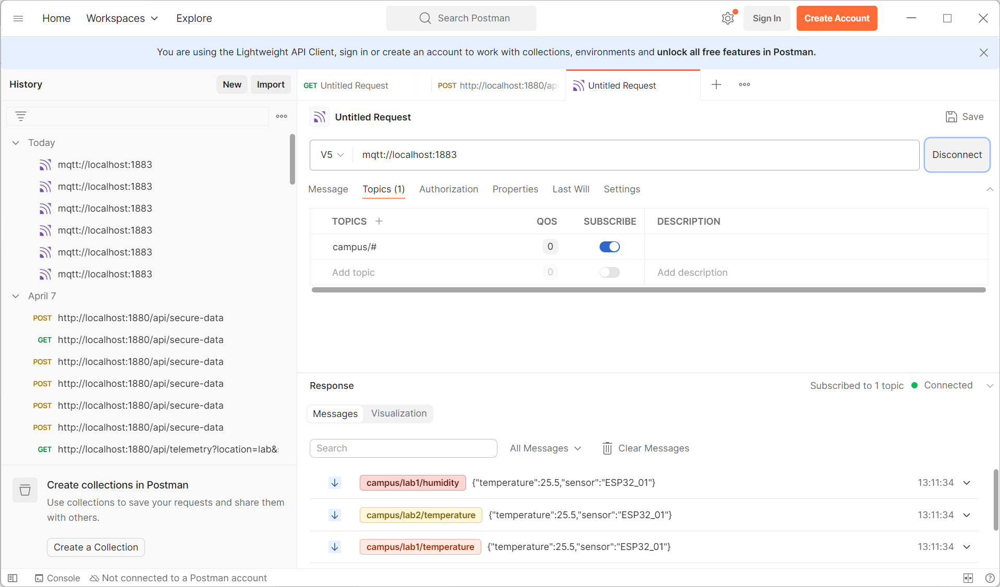 Home Workspaces Explore Search Postman Sign In Create Account
You are using the Lightweight API Client, sign in or create an account to work with collections, environments and unlock all free features in Postman.
History New Import
Today
mqtt://localhost:1883
mqtt://localhost:1883
mqtt://localhost:1883
mqtt://localhost:1883
mqtt://localhost:1883
mqtt://localhost:1883
April 7
POST http://localhost:1880/api/secure-data
GET http://localhost:1880/api/secure-data
POST http://localhost:1880/api/secure-data
POST http://localhost:1880/api/secure-data
POST http://localhost:1880/api/secure-data
POST http://localhost:1880/api/secure-data
GET http://localhost:1880/api/telemetry?location=lab&
Create collections in Postman
Use collections to save your requests and share them
with others.
Create a Collection
GET Untitled Request POST http://localhost:1880/api Untitled Request
Untitled Request Save
V5 mqtt://localhost:1883 Disconnect
Message Topics (1) Authorization Properties Last Will Settings
TOPICS QOS SUBSCRIBE DESCRIPTION
campus/# 0
Add topic 0 Add description
Response Subscribed to 1 topic Connected
Messages Visualization
Search All Messages Clear Messages
campus/lab1/humidity {"temperature":25.5,"sensor":"ESP32_01"} 13:11:34
campus/lab2/temperature {"temperature":25.5,"sensor":"ESP32_01"} 13:11:34
campus/lab1/temperature {"temperature":25.5,"sensor":"ESP32_01"} 13:11:34
Console Not connected to a Postman account